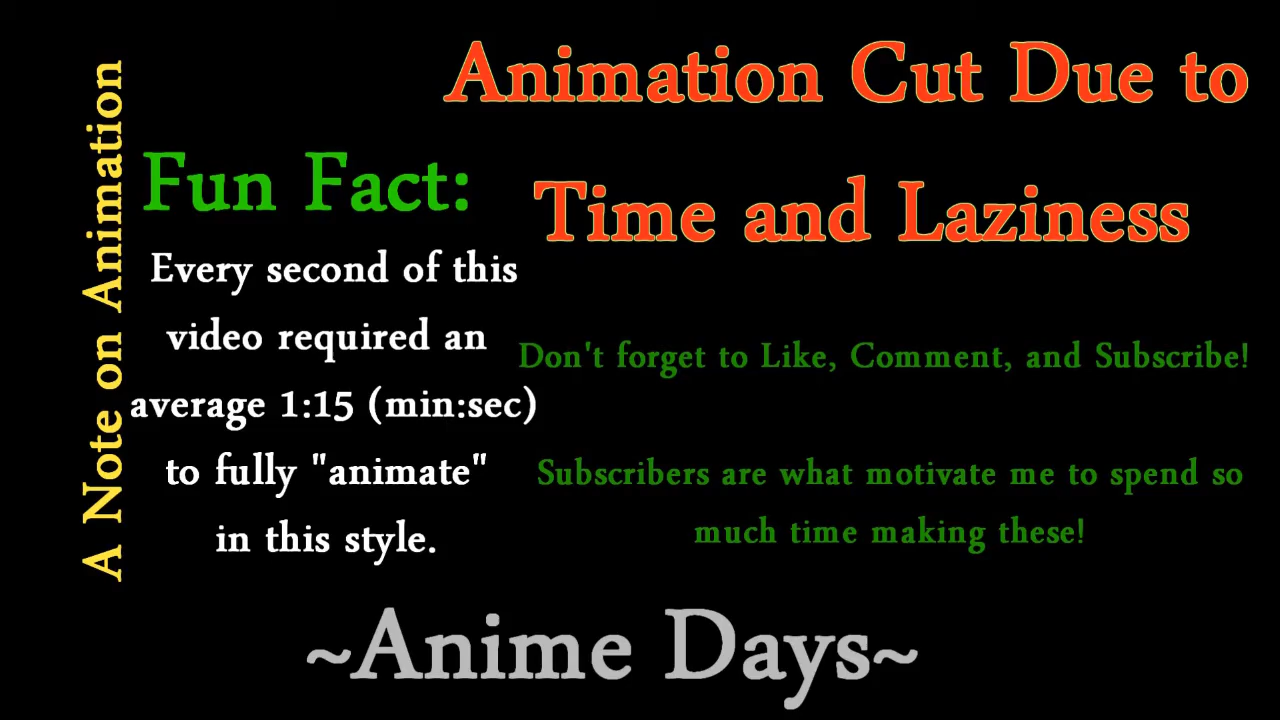 A Note on Animation
Animation Cut Due to
Time and Laziness
Fun Fact:
Every second of this
video required an
average 1:15 (min:sec)
to fully "animate"
in this style.
Don't forget to Like, Comment, and Subscribe!
Subscribers are what motivate me to spend so
much time making these!
~Anime Days~